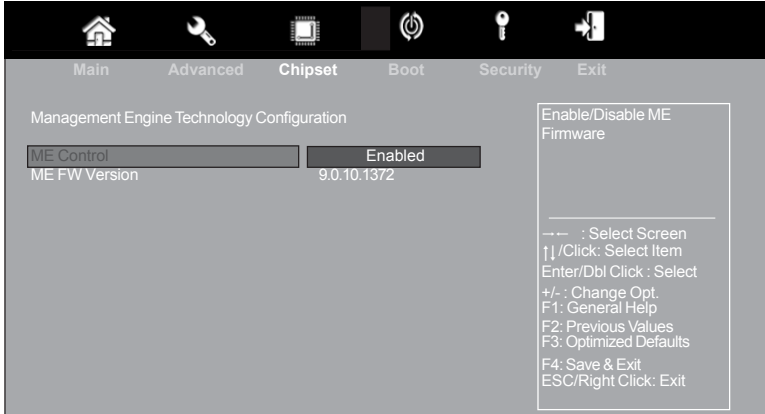 Main Advanced Chipset Boot Security Exit
Management Engine Technology Configuration
ME Control Enabled
ME FW Version 9.0.10.1372
Enable/Disable ME
Firmware
→← : Select Screen
↑↓/Click: Select Item
Enter/Dbl Click : Select
+/- : Change Opt.
F1: General Help
F2: Previous Values
F3: Optimized Defaults
F4: Save & Exit
ESC/Right Click: Exit